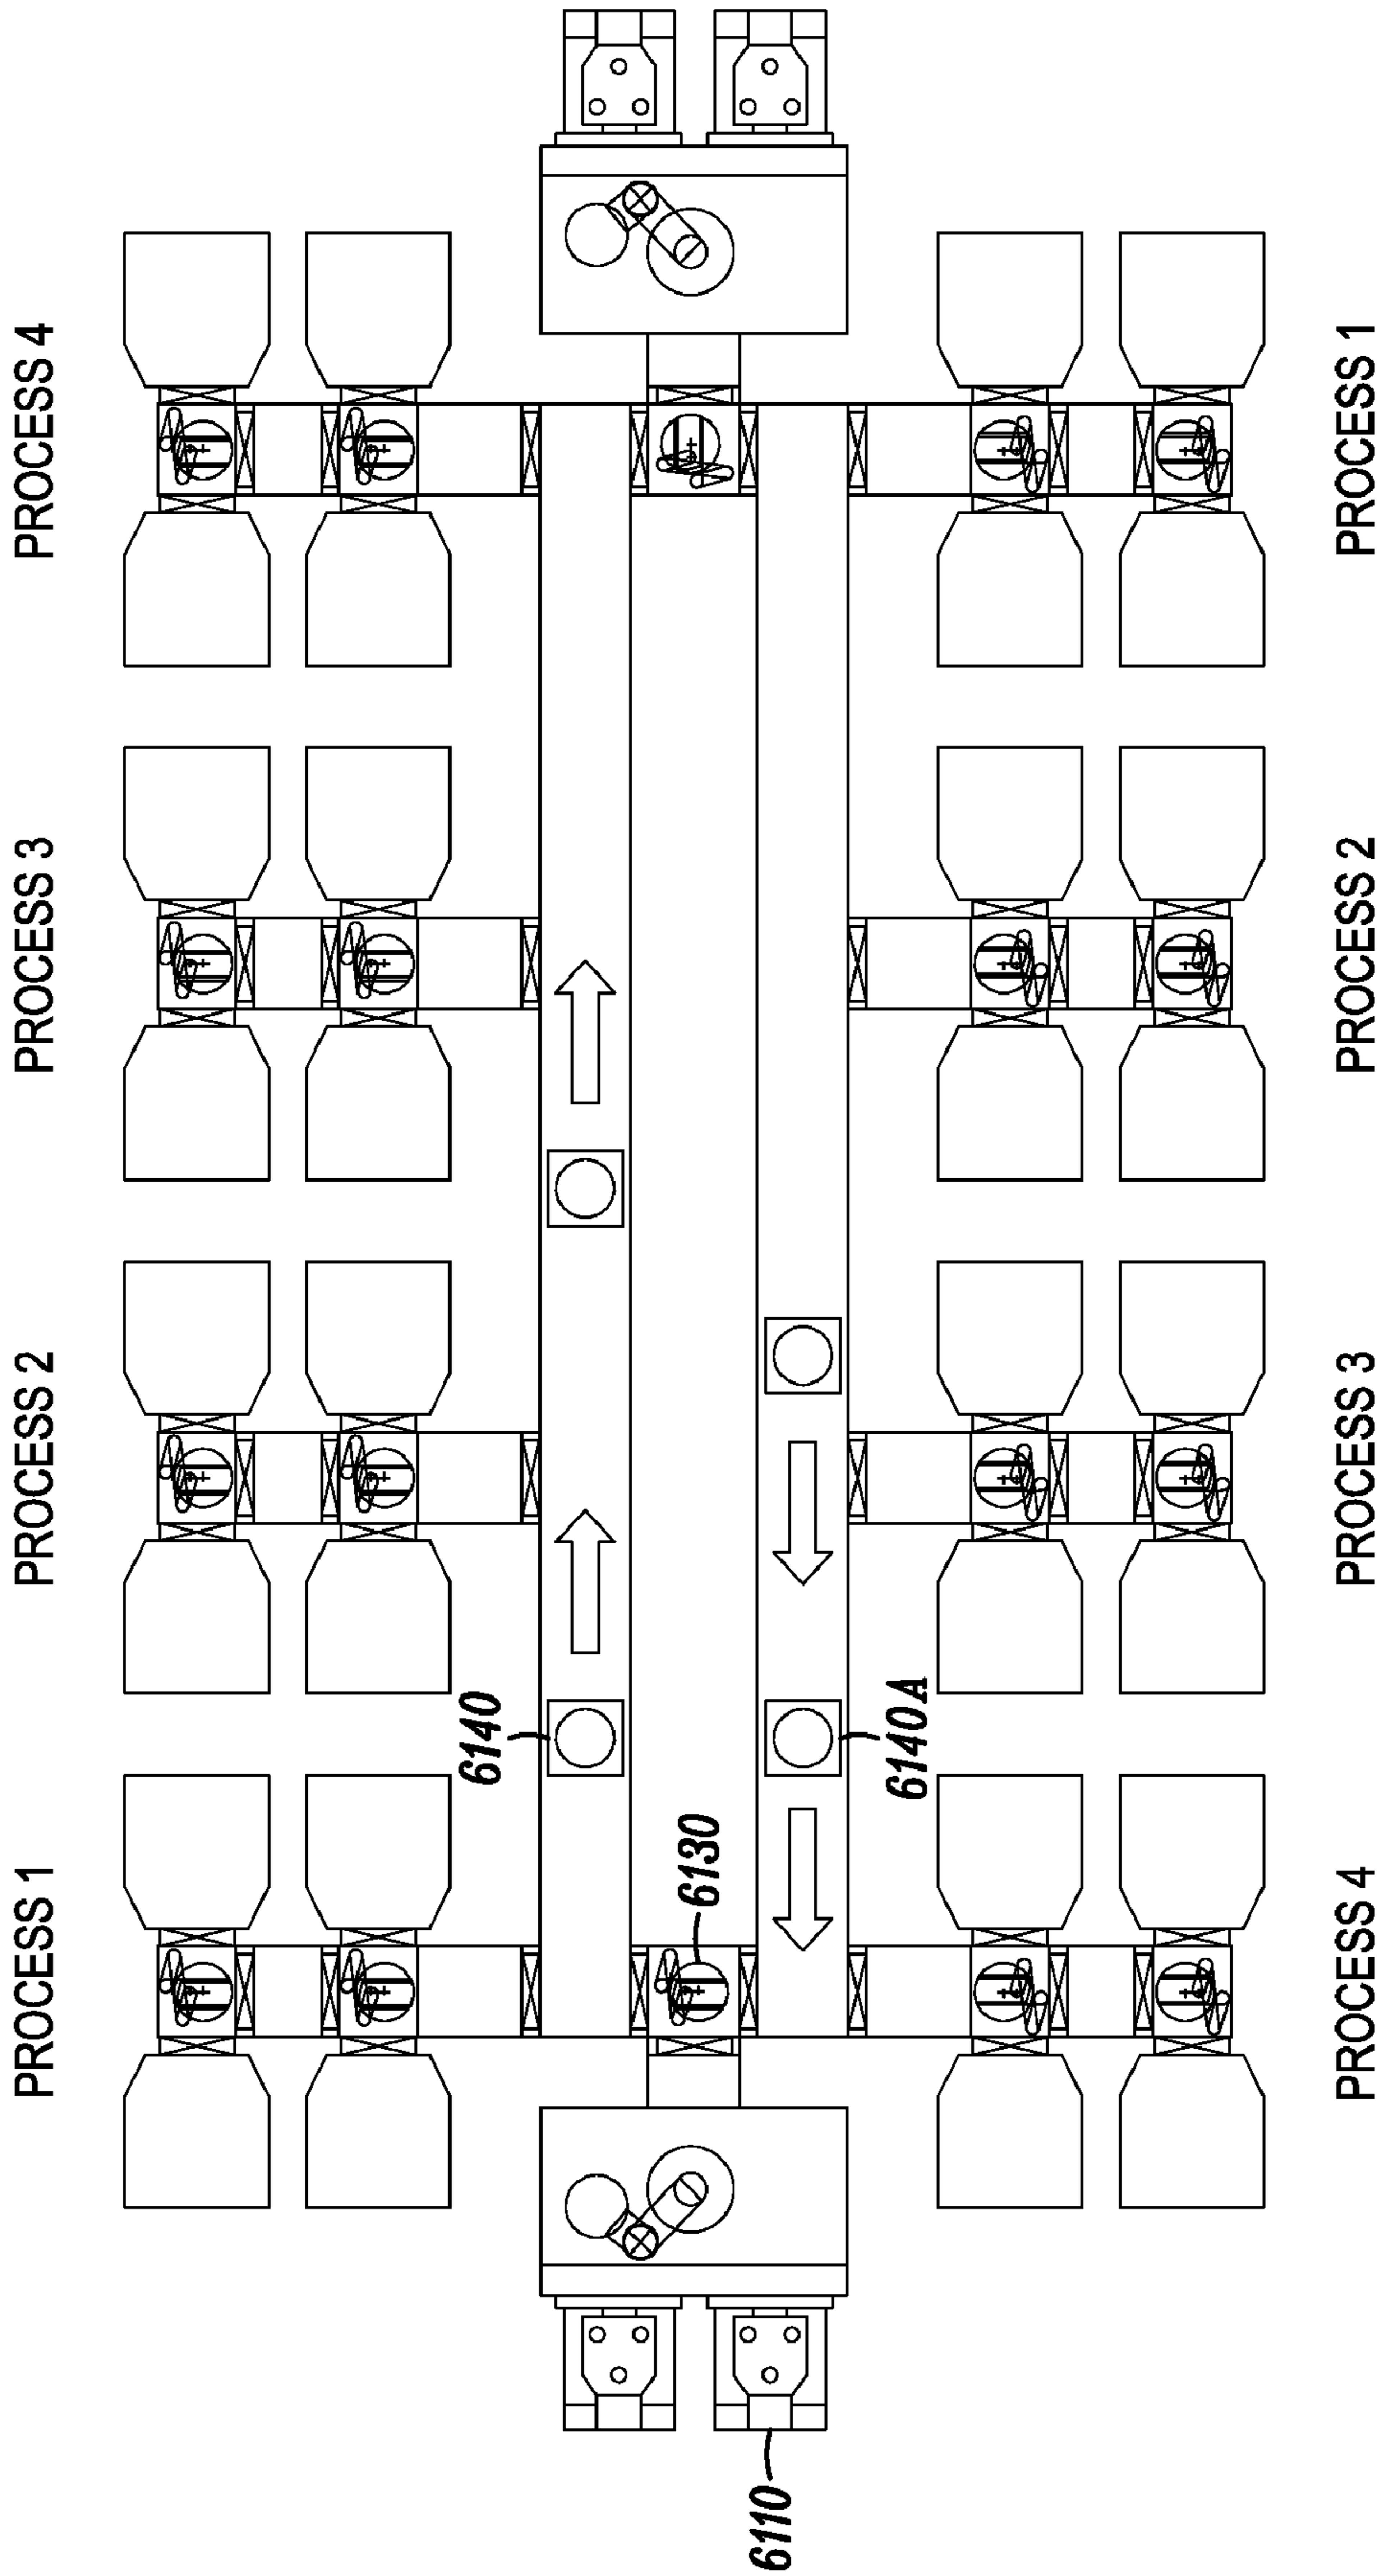 PROCESS 1
PROCESS 2
PROCESS 3
PROCESS 4
6140
6130
6140A
6110
PROCESS 4
PROCESS 3
PROCESS 2
PROCESS 1